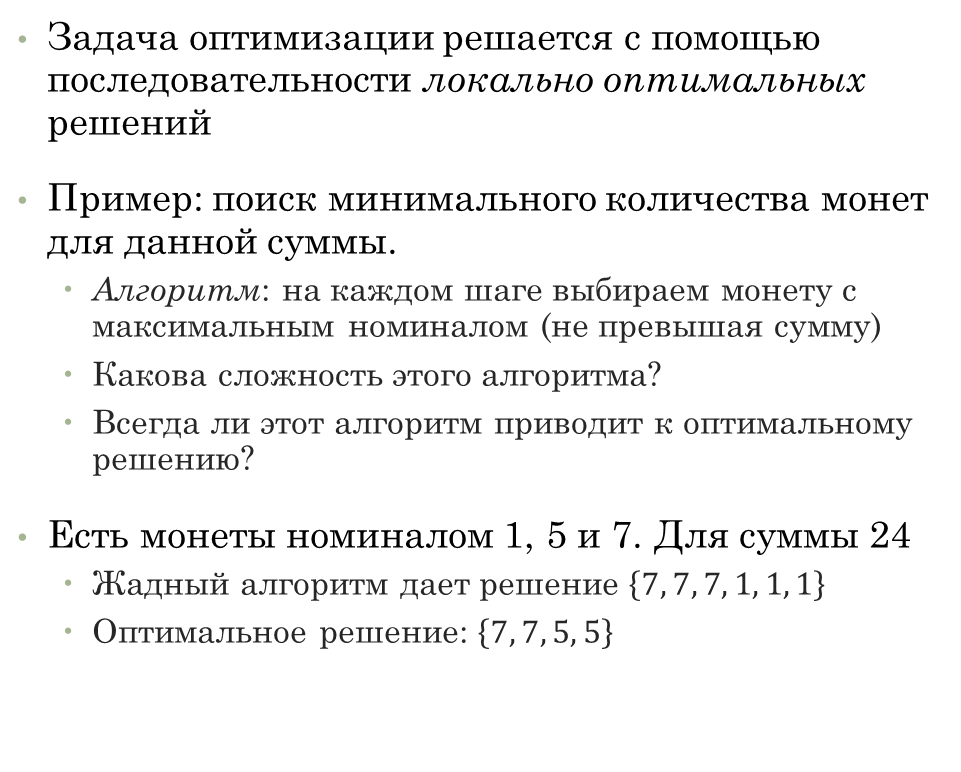 • Задача оптимизации решается с помощью
последовательности локально оптимальных
решений
• Пример: поиск минимального количества монет
для данной суммы.
• Алгоритм: на каждом шаге выбираем монету с
максимальным номиналом (не превышая сумму)
• Какова сложность этого алгоритма?
• Всегда ли этот алгоритм приводит к оптимальному
решению?
• Есть монеты номиналом 1, 5 и 7. Для суммы 24
• Жадный алгоритм дает решение {7, 7, 7, 1, 1, 1}
• Оптимальное решение: {7, 7, 5, 5}